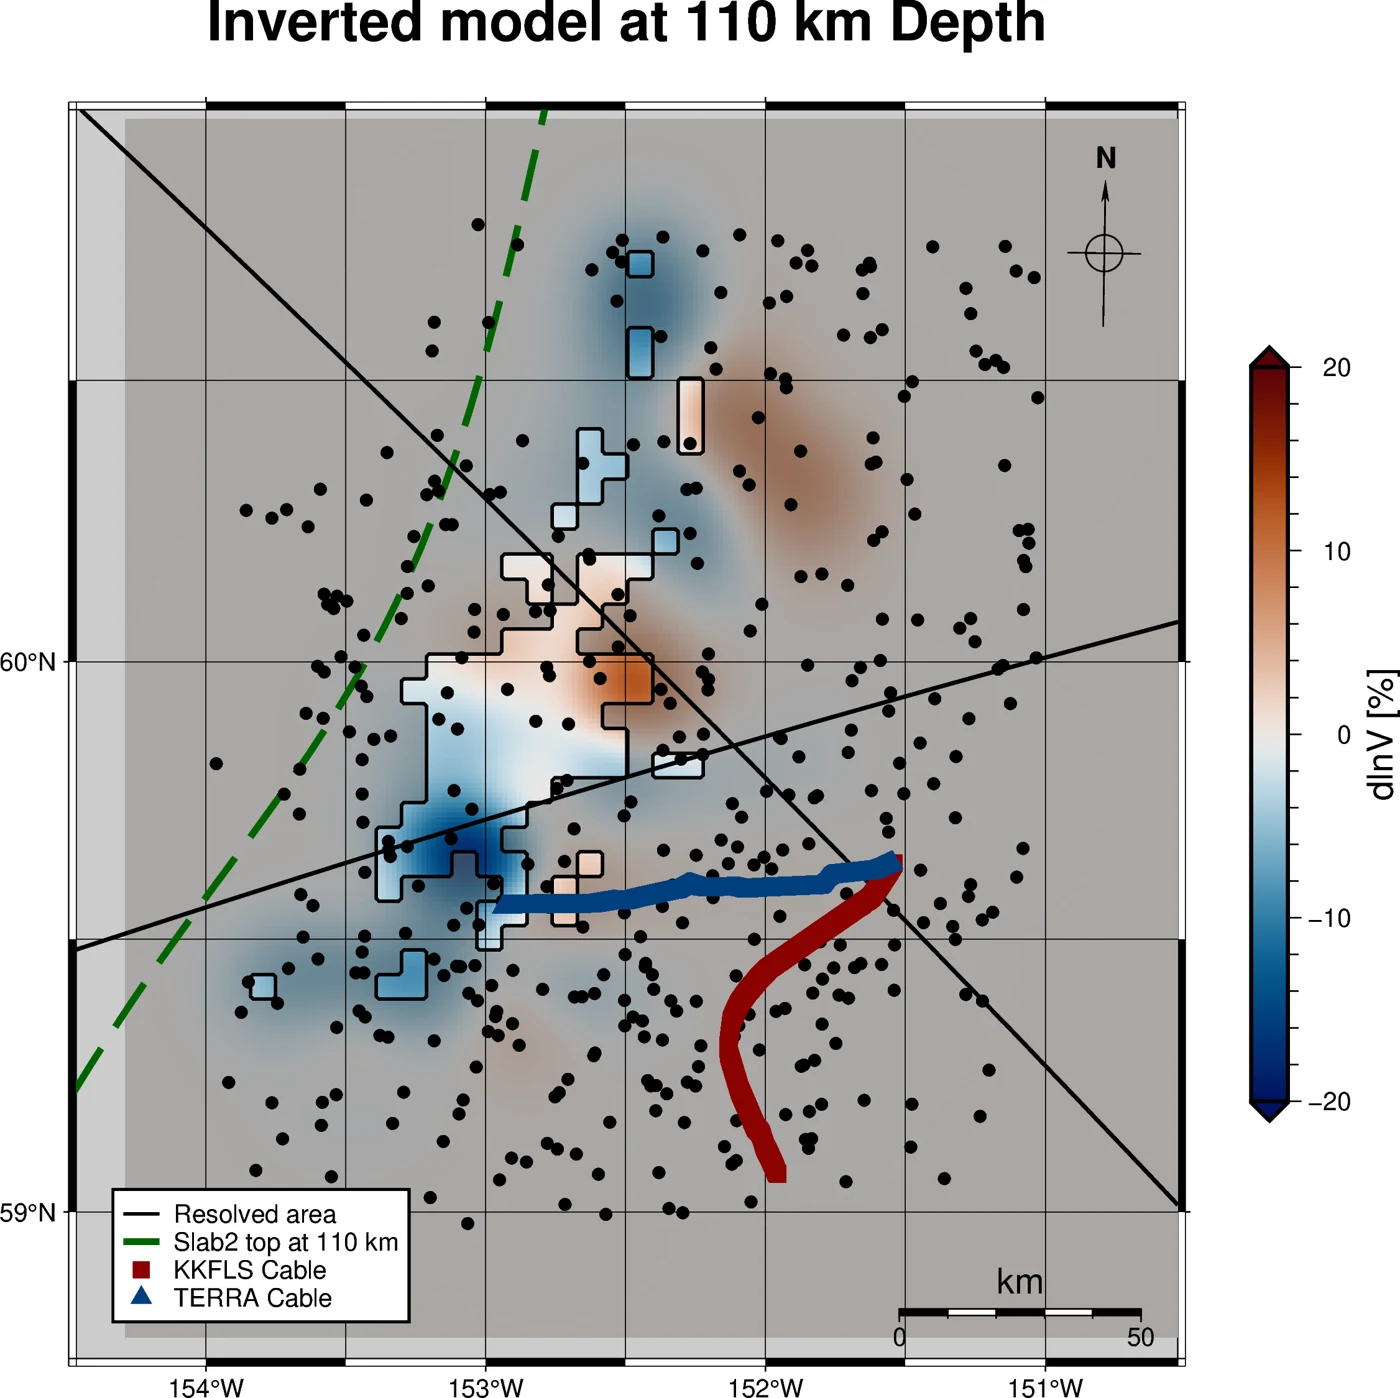 Inverted model at 110 km Depth
N
20
10
0
−10
−20
dlnV [%]
60°N
59°N
Resolved area
Slab2 top at 110 km
KKFLS Cable
TERRA Cable
km
0 50
154°W 153°W 152°W 151°W